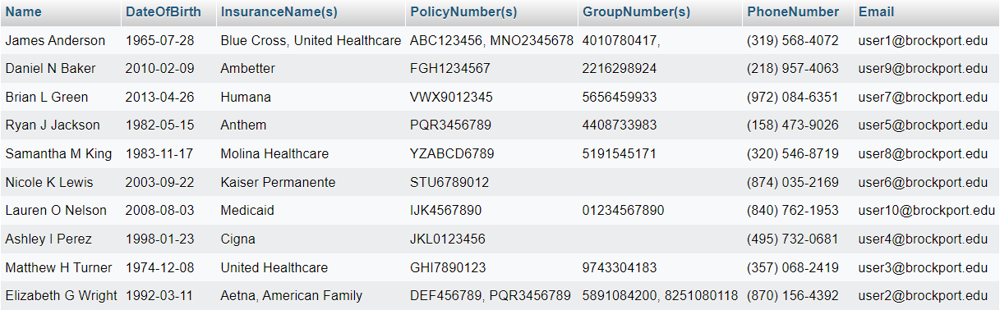 Name DateOfBirth InsuranceName(s) PolicyNumber(s) GroupNumber(s) PhoneNumber Email
James Anderson 1965-07-28 Blue Cross, United Healthcare ABC123456, MNO2345678 4010780417, (319) 568-4072 user1@brockport.edu
Daniel N Baker 2010-02-09 Ambetter FGH1234567 2216298924 (218) 957-4063 user9@brockport.edu
Brian L Green 2013-04-26 Humana VWX9012345 5656459933 (972) 084-6351 user7@brockport.edu
Ryan J Jackson 1982-05-15 Anthem PQR3456789 4408733983 (158) 473-9026 user5@brockport.edu
Samantha M King 1983-11-17 Molina Healthcare YZABCD6789 5191545171 (320) 546-8719 user8@brockport.edu
Nicole K Lewis 2003-09-22 Kaiser Permanente STU6789012 (874) 035-2169 user6@brockport.edu
Lauren O Nelson 2008-08-03 Medicaid IJK4567890 01234567890 (840) 762-1953 user10@brockport.edu
Ashley I Perez 1998-01-23 Cigna JKL0123456 (495) 732-0681 user4@brockport.edu
Matthew H Turner 1974-12-08 United Healthcare GHI7890123 9743304183 (357) 068-2419 user3@brockport.edu
Elizabeth G Wright 1992-03-11 Aetna, American Family DEF456789, PQR3456789 5891084200, 8251080118 (870) 156-4392 user2@brockport.edu